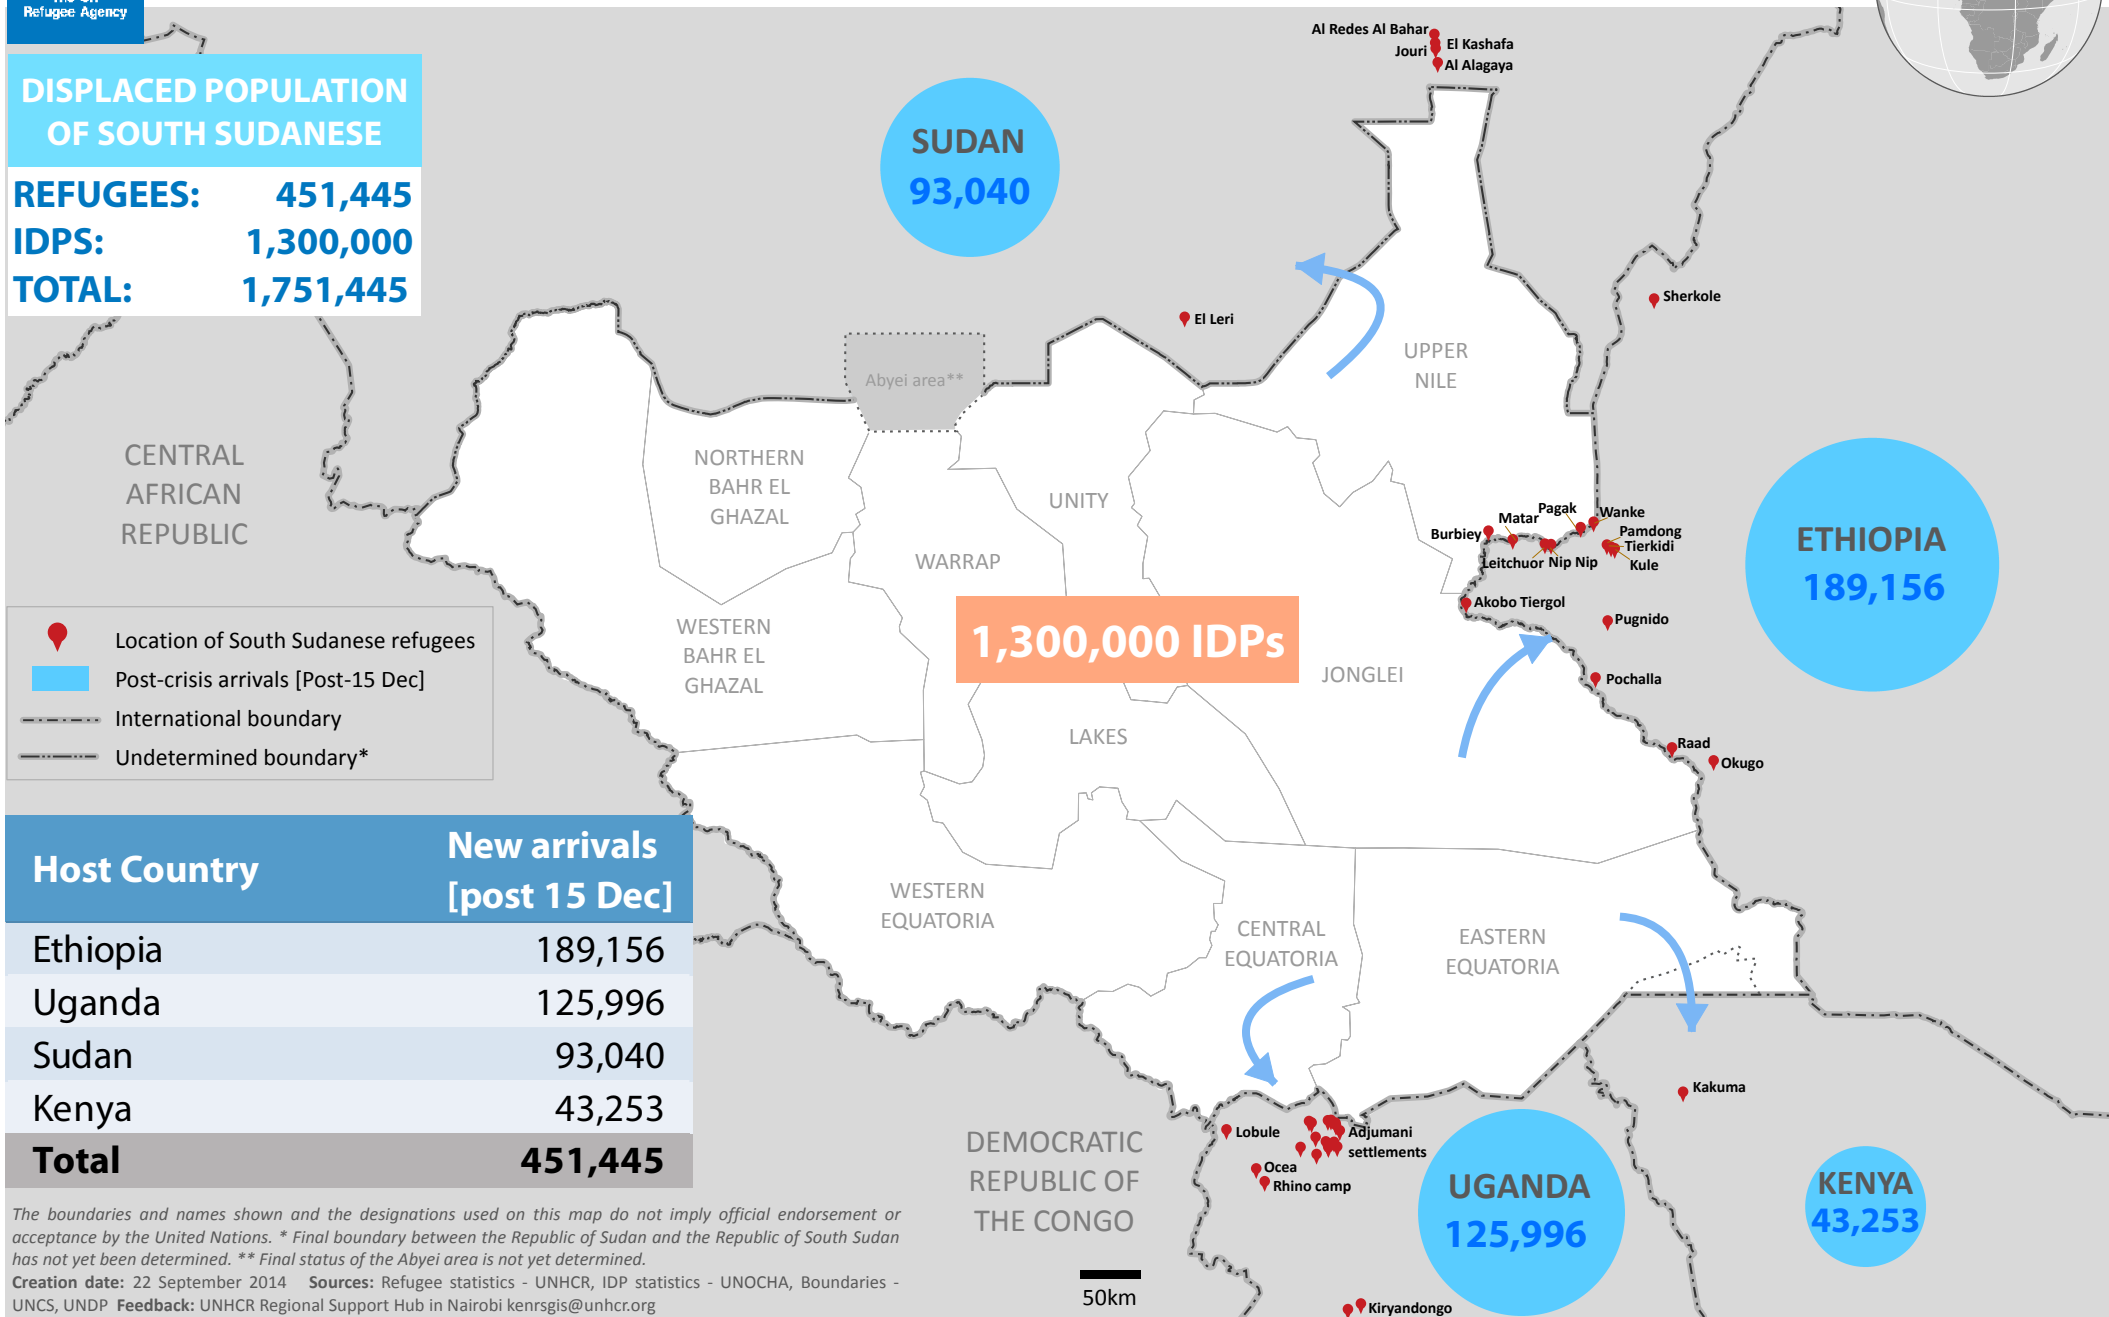 Refugee Agency
DISPLACED POPULATION
OF SOUTH SUDANESE
REFUGEES: 451,445
IDPS: 1,300,000
TOTAL: 1,751,445
SUDAN
93,040
Al Redes Al Bahar
El Kashafa
Jouri
Al Alagaya
Sherkole
El Leri
UPPER
NILE
Abyei area**
CENTRAL
AFRICAN
REPUBLIC
NORTHERN
BAHR EL
GHAZAL
UNITY
WARRAP
Pagak
Wanke
Matar
Burbiey
Pamdong
Tierkidi
Leitchuor
Nip Nip
Kule
ETHIOPIA
189,156
Akobo Tiergol
Pugnido
WESTERN
BAHR EL
GHAZAL
1,300,000 IDPs
JONGLEI
Pochalla
LAKES
Raad
Okugo
Location of South Sudanese refugees
Post-crisis arrivals [Post-15 Dec]
International boundary
Undetermined boundary*
Host Country
New arrivals
[post 15 Dec]
Ethiopia 189,156
Uganda 125,996
Sudan 93,040
Kenya 43,253
Total 451,445
WESTERN
EQUATORIA
CENTRAL
EQUATORIA
EASTERN
EQUATORIA
Kakuma
Lobule
Adjumani
settlements
Ocea
Rhino camp
DEMOCRATIC
REPUBLIC OF
THE CONGO
UGANDA
125,996
KENYA
43,253
50km
Kiryandongo
The boundaries and names shown and the designations used on this map do not imply official endorsement or
acceptance by the United Nations. * Final boundary between the Republic of Sudan and the Republic of South Sudan
has not yet been determined. ** Final status of the Abyei area is not yet determined.
Creation date: 22 September 2014 Sources: Refugee statistics - UNHCR, IDP statistics - UNOCHA, Boundaries -
UNCS, UNDP Feedback: UNHCR Regional Support Hub in Nairobi kenrsgis@unhcr.org